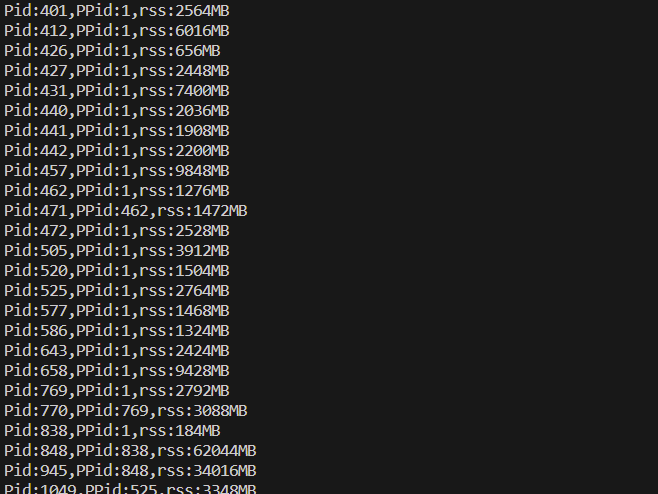 Pid:401,PPid:1,rss:2564MB
Pid:412,PPid:1,rss:6016MB
Pid:426,PPid:1,rss:656MB
Pid:427,PPid:1,rss:2448MB
Pid:431,PPid:1,rss:7400MB
Pid:440,PPid:1,rss:2036MB
Pid:441,PPid:1,rss:1908MB
Pid:442,PPid:1,rss:2200MB
Pid:457,PPid:1,rss:9848MB
Pid:462,PPid:1,rss:1276MB
Pid:471,PPid:462,rss:1472MB
Pid:472,PPid:1,rss:2528MB
Pid:505,PPid:1,rss:3912MB
Pid:520,PPid:1,rss:1504MB
Pid:525,PPid:1,rss:2764MB
Pid:577,PPid:1,rss:1468MB
Pid:586,PPid:1,rss:1324MB
Pid:643,PPid:1,rss:2424MB
Pid:658,PPid:1,rss:9428MB
Pid:769,PPid:1,rss:2792MB
Pid:770,PPid:769,rss:3088MB
Pid:838,PPid:1,rss:184MB
Pid:848,PPid:838,rss:62044MB
Pid:945,PPid:848,rss:34016MB
Pid:1049,PPid:525,rss:3348MB